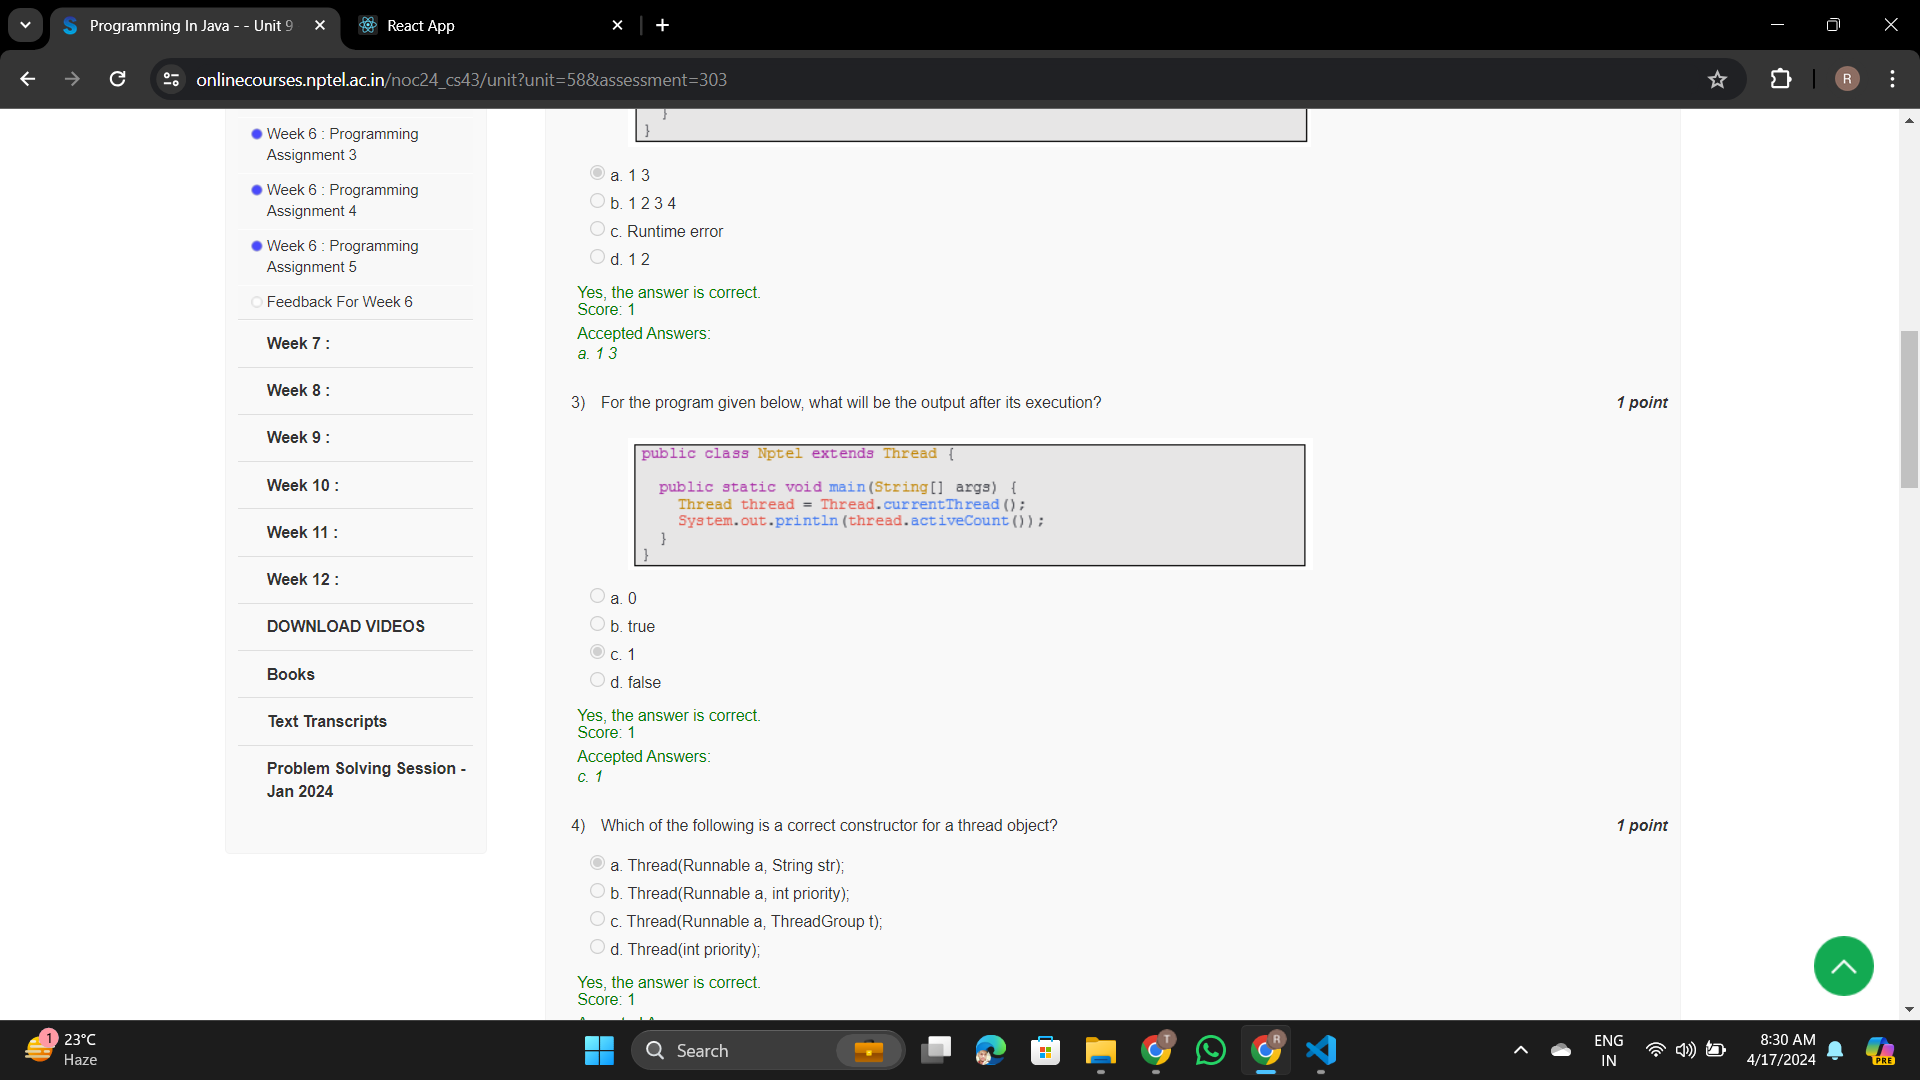 Programming In Java - - Unit 9
React App
onlinecourses.nptel.ac.in/noc24_cs43/unit?unit=58&assessment=303
R
Week 6 : Programming
Assignment 3
Week 6 : Programming
Assignment 4
Week 6 : Programming
Assignment 5
Feedback For Week 6
Week 7 :
Week 8 :
Week 9 :
Week 10 :
Week 11 :
Week 12 :
DOWNLOAD VIDEOS
Books
Text Transcripts
Problem Solving Session -
Jan 2024
}
}
a. 1 3
b. 1 2 3 4
c. Runtime error
d. 1 2
Yes, the answer is correct.
Score: 1
Accepted Answers:
a. 1 3
3) For the program given below, what will be the output after its execution?
1 point
public class Nptel extends Thread {
public static void main(String[] args) {
Thread thread = Thread.currentThread();
System.out.println(thread.activeCount());
}
}
a. 0
b. true
c. 1
d. false
Yes, the answer is correct.
Score: 1
Accepted Answers:
c. 1
4) Which of the following is a correct constructor for a thread object?
1 point
a. Thread(Runnable a, String str);
b. Thread(Runnable a, int priority);
c. Thread(Runnable a, ThreadGroup t);
d. Thread(int priority);
Yes, the answer is correct.
Score: 1
1
23°C
Haze
Search
T
R
PRE
ENG
IN
8:30 AM
4/17/2024